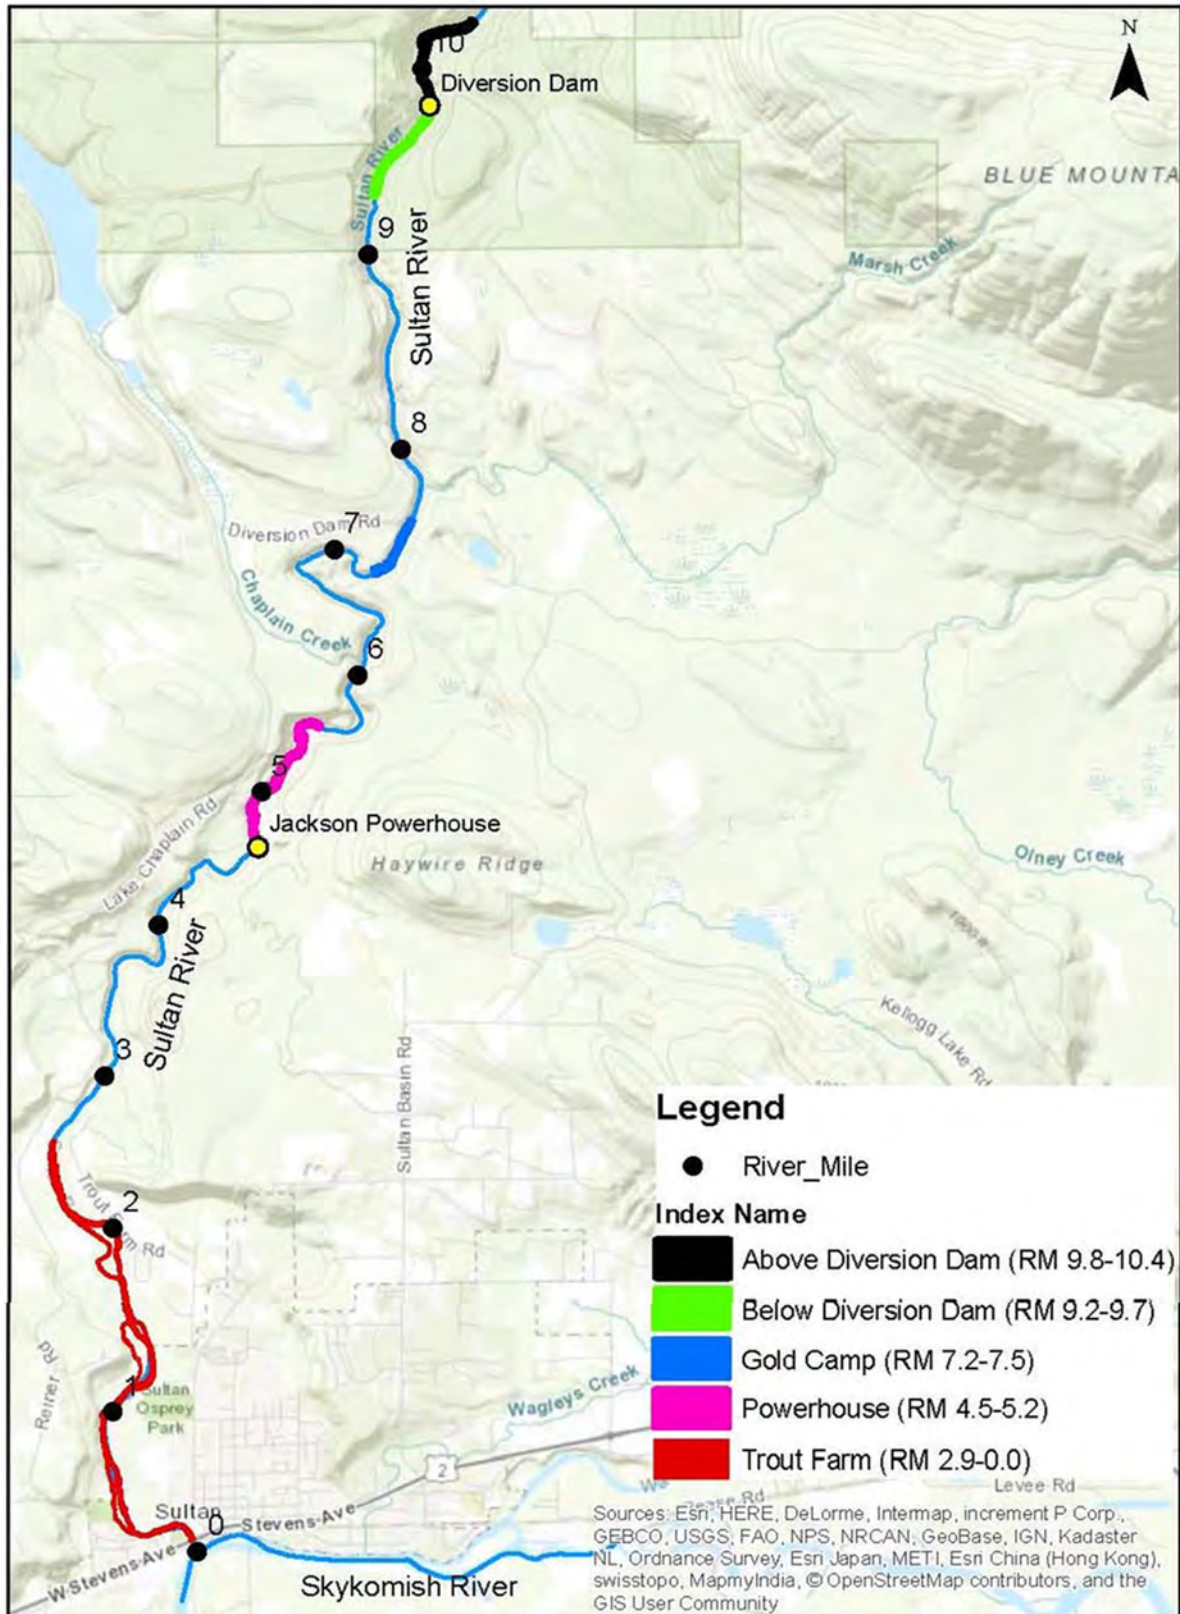 N
10
Diversion Dam
Sultan River
BLUE MOUNTA
9
Sultan River
Marsh Creek
8
7
Diversion Dam Rd
Chaplain Creek
6
5
Jackson Powerhouse
Lake Chaplain Rd
Haywire Ridge
Olney Creek
4
Sultan River
1000 ft
Kellogg Lake Rd
3
Sultan Basin Rd
Legend
River_Mile
Index Name
Above Diversion Dam (RM 9.8-10.4)
Below Diversion Dam (RM 9.2-9.7)
Gold Camp (RM 7.2-7.5)
Powerhouse (RM 4.5-5.2)
Trout Farm (RM 2.9-0.0)
Trout Farm Rd
2
Reiner Rd
1
Sultan
Osprey
Park
Wagleys Creek
2
Levee Rd
Sultan
0
Stevens-Ave
W-Stevens-Ave
Skykomish River
Sources: Esri, HERE, DeLorme, Intermap, increment P Corp.,
GEBCO, USGS, FAO, NPS, NRCAN, GeoBase, IGN, Kadaster
NL, Ordnance Survey, Esri Japan, METI, Esri China (Hong Kong),
swisstopo, MapmyIndia, © OpenStreetMap contributors, and the
GIS User Community